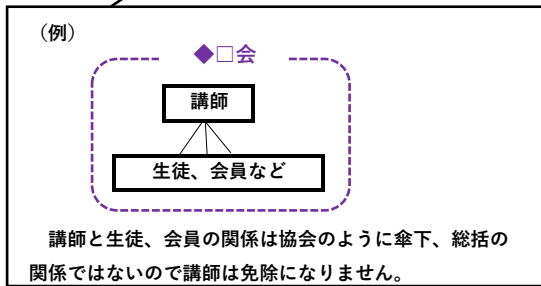 （例）
◆□会
講師
生徒、会員など
講師と生徒、会員の関係は協会のように傘下、総括の
関係ではないので講師は免除になりません。